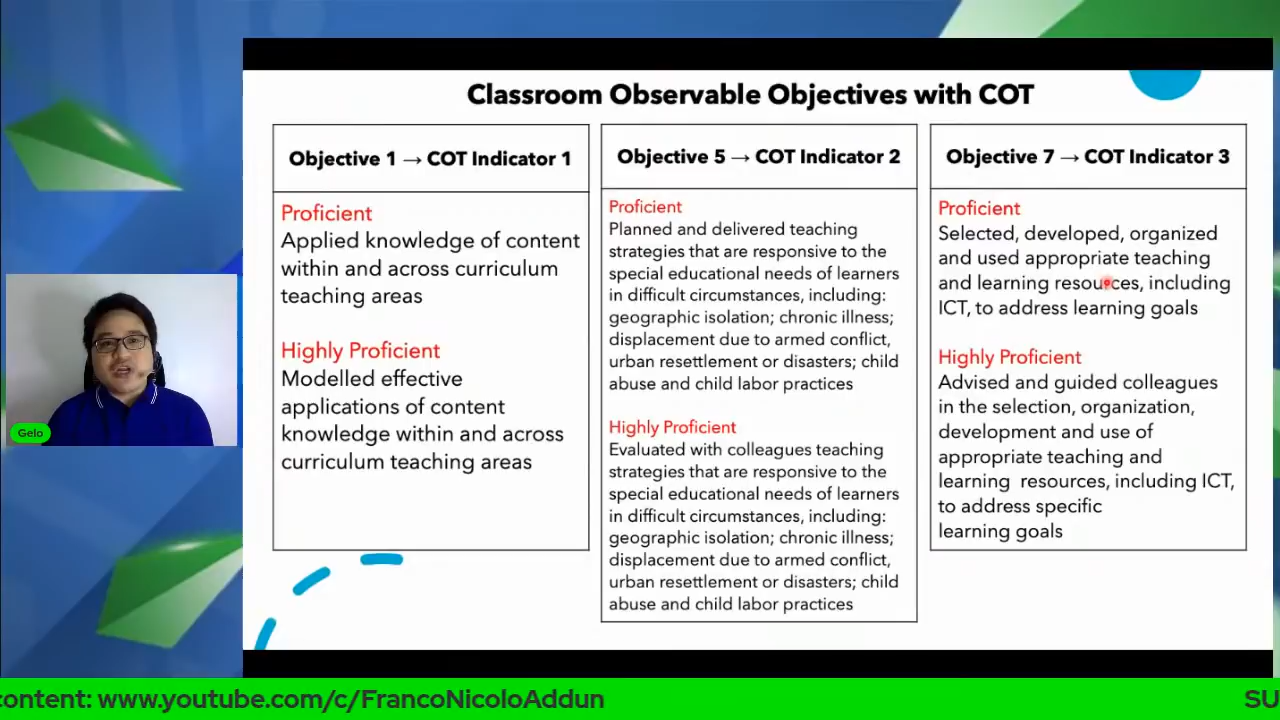 Classroom Observable Objectives with COT
Objective 1 → COT Indicator 1
Proficient
Applied knowledge of content
within and across curriculum
teaching areas
Highly Proficient
Modelled effective
applications of content
knowledge within and across
curriculum teaching areas
Objective 5 → COT Indicator 2
Proficient
Planned and delivered teaching
strategies that are responsive to the
special educational needs of learners
in difficult circumstances, including:
geographic isolation; chronic illness;
displacement due to armed conflict,
urban resettlement or disasters; child
abuse and child labor practices
Highly Proficient
Evaluated with colleagues teaching
strategies that are responsive to the
special educational needs of learners
in difficult circumstances, including:
geographic isolation; chronic illness;
displacement due to armed conflict,
urban resettlement or disasters; child
abuse and child labor practices
Objective 7 → COT Indicator 3
Proficient
Selected, developed, organized
and used appropriate teaching
and learning resources, including
ICT, to address learning goals
Highly Proficient
Advised and guided colleagues
in the selection, organization,
development and use of
appropriate teaching and
learning resources, including ICT,
to address specific
learning goals
Gelo
content: www.youtube.com/c/FrancoNicoloAddun SU